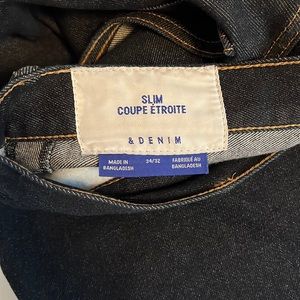 SLIM
COUPE ÉTROITE
& DENIM
MADE IN
BANGLADESH
34/32
FABRIQUÉ AU
BANGLADESH